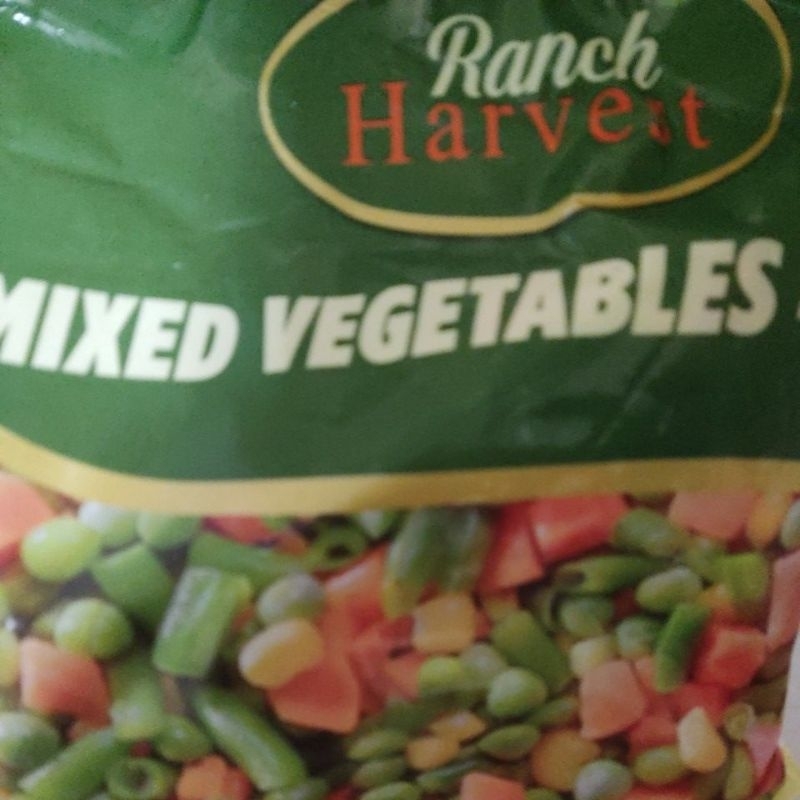 Ranch
Harvest
MIXED VEGETABLES